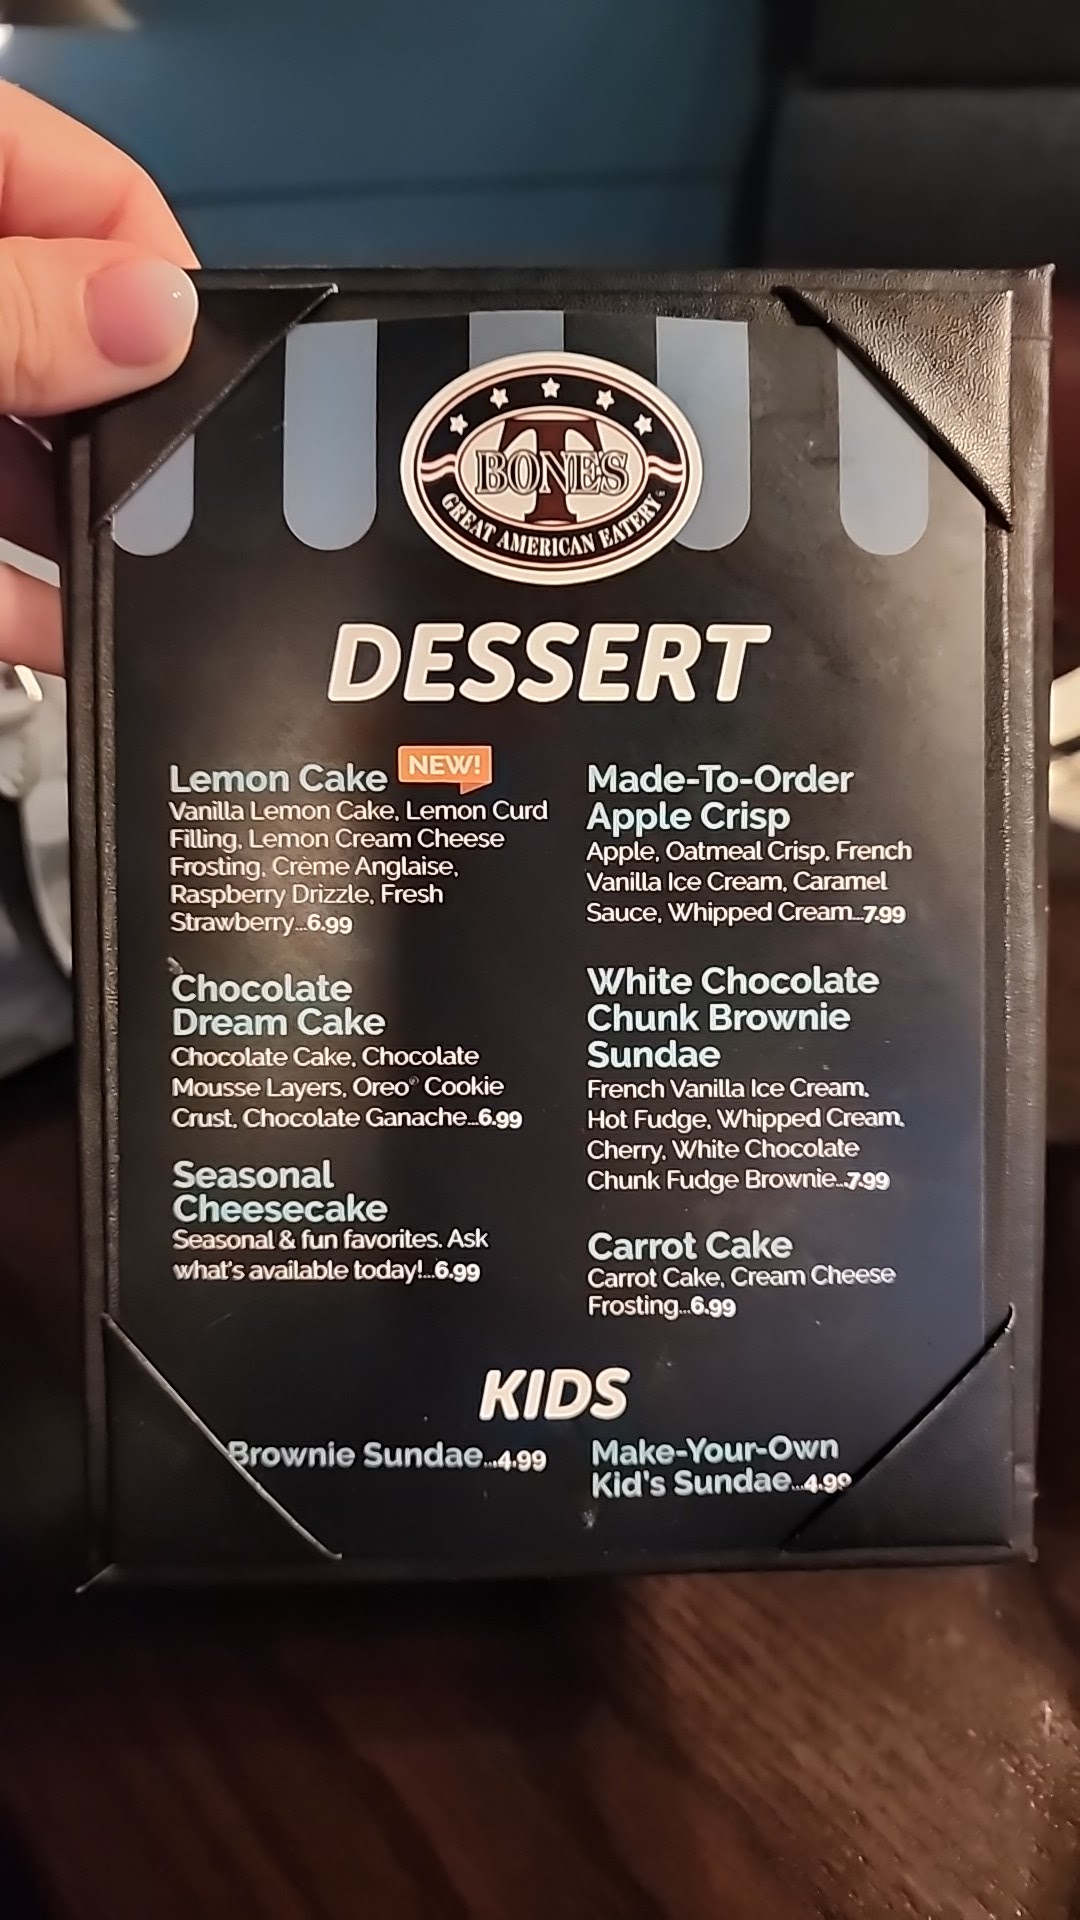 T
BONES
GREAT AMERICAN EATERY
DESSERT
Lemon Cake NEW!
Vanilla Lemon Cake, Lemon Curd
Filling, Lemon Cream Cheese
Frosting, Crème Anglaise,
Raspberry Drizzle, Fresh
Strawberry...6.99
Chocolate
Dream Cake
Chocolate Cake, Chocolate
Mousse Layers, Oreo® Cookie
Crust, Chocolate Ganache...6.99
Seasonal
Cheesecake
Seasonal & fun favorites. Ask
what's available today!...6.99
Made-To-Order
Apple Crisp
Apple, Oatmeal Crisp, French
Vanilla Ice Cream, Caramel
Sauce, Whipped Cream...7.99
White Chocolate
Chunk Brownie
Sundae
French Vanilla Ice Cream,
Hot Fudge, Whipped Cream,
Cherry, White Chocolate
Chunk Fudge Brownie...7.99
Carrot Cake
Carrot Cake, Cream Cheese
Frosting...6.99
KIDS
Brownie Sundae...4.99
Make-Your-Own
Kid's Sundae...4.99